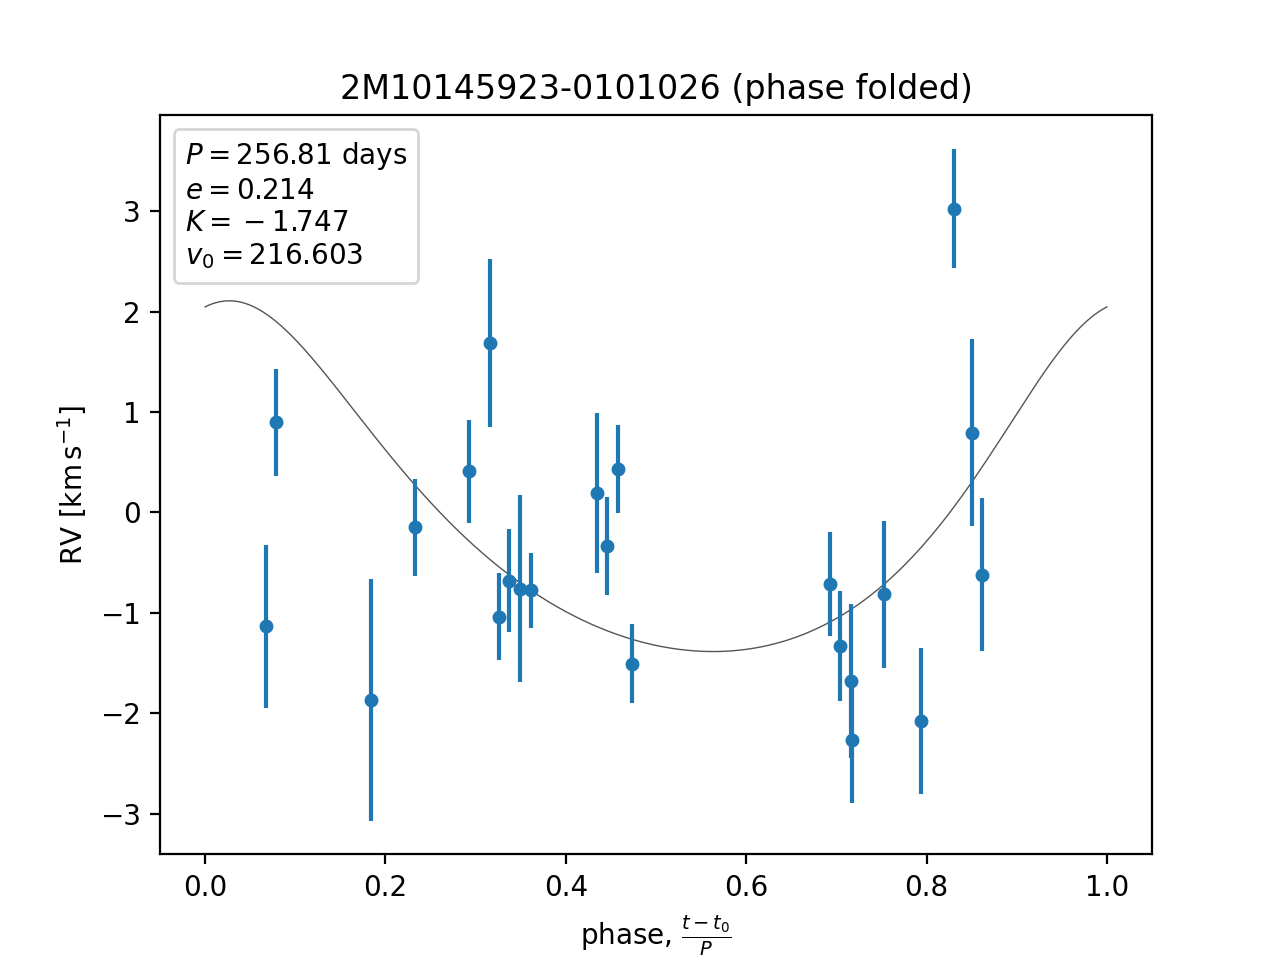 2M10145923-0101026 (phase folded)
P = 256.81 days
e = 0.214
K = −1.747
v₀ = 216.603
3
2
1
0
−1
−2
−3
RV [km s⁻¹]
0.0 0.2 0.4 0.6 0.8 1.0
phase, (t − t₀)/P